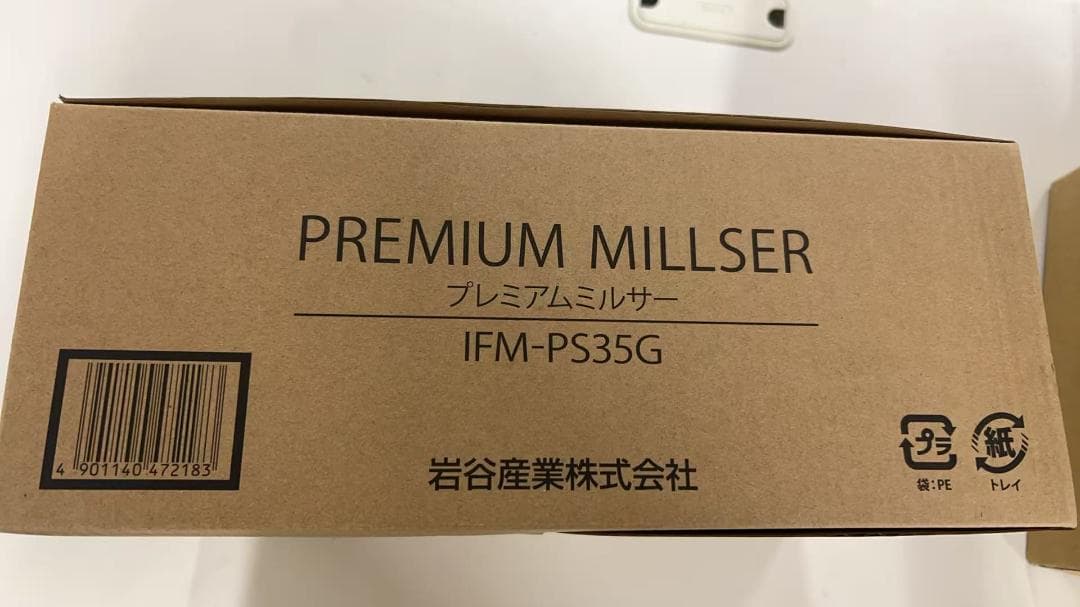 PREMIUM MILLSER
プレミアムミルサー
IFM-PS35G
4 901140 472183
岩谷産業株式会社
プラ
袋:PE
紙
トレイ